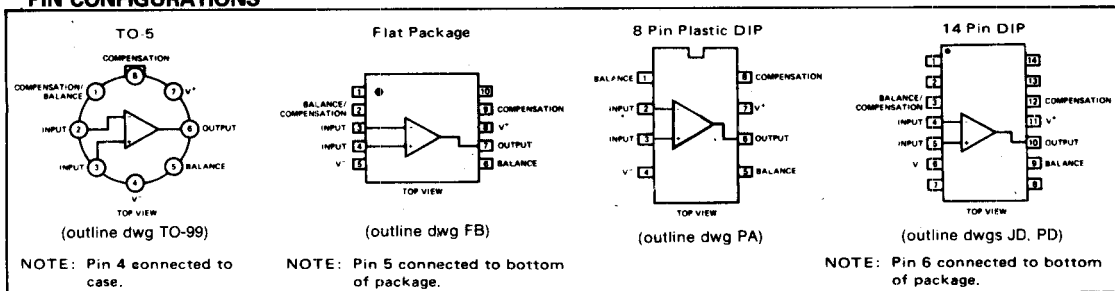 PIN CONFIGURATIONS
TO-5
COMPENSATION
8
COMPENSATION/
BALANCE
1
7
V+
INPUT
2
6
OUTPUT
INPUT
3
5
BALANCE
4
V-
TOP VIEW
(outline dwg TO-99)
NOTE: Pin 4 connected to
case.
Flat Package
1
10
BALANCE/
COMPENSATION
2
9
COMPENSATION
INPUT
3
8
V+
INPUT
4
7
OUTPUT
V-
5
6
BALANCE
TOP VIEW
(outline dwg FB)
NOTE: Pin 5 connected to bottom
of package.
8 Pin Plastic DIP
BALANCE
1
8
COMPENSATION
INPUT
2
7
V+
INPUT
3
6
OUTPUT
V-
4
5
BALANCE
TOP VIEW
(outline dwg PA)
14 Pin DIP
1
14
2
13
BALANCE/
COMPENSATION
3
12
COMPENSATION
INPUT
4
11
V+
INPUT
5
10
OUTPUT
V
6
9
BALANCE
7
8
TOP VIEW
(outline dwgs JD, PD)
NOTE: Pin 6 connected to bottom
of package.